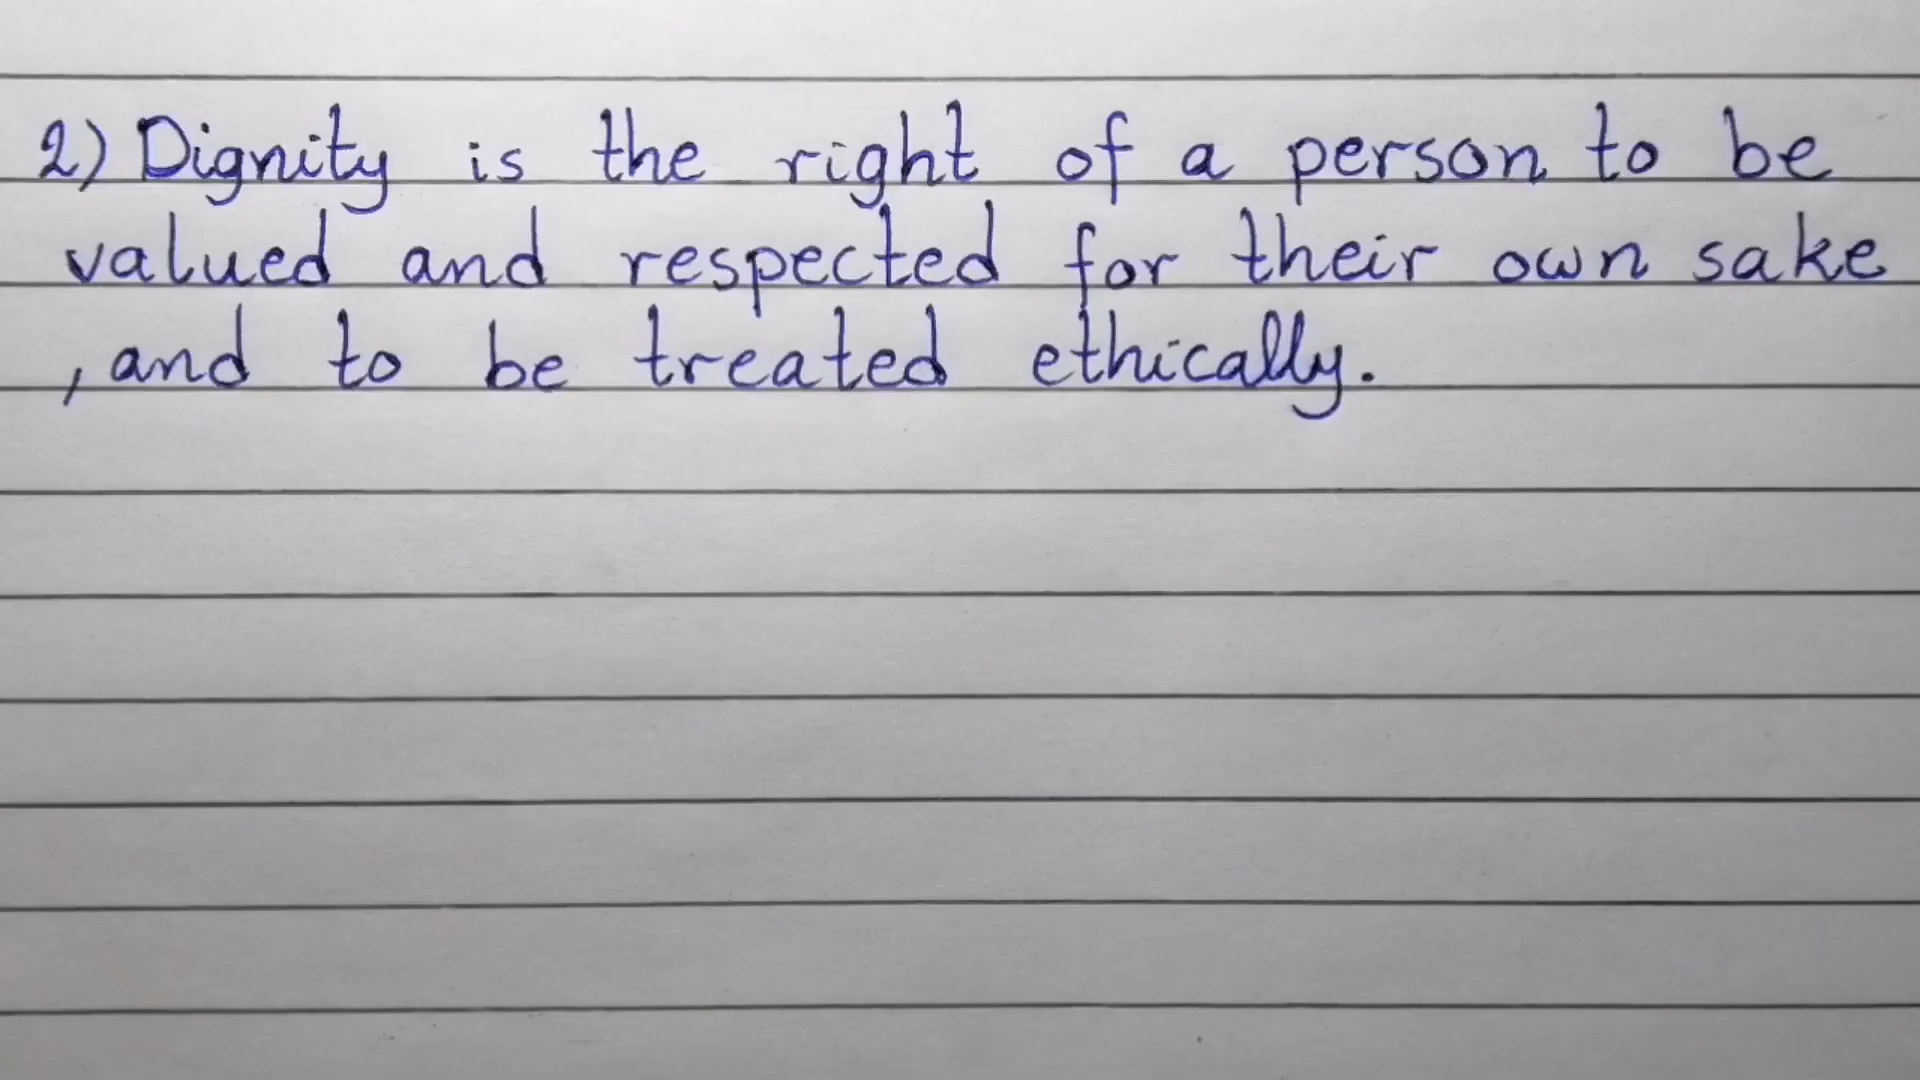 2) Dignity is the right of a person to be
valued and respected for their own sake
, and to be treated ethically.